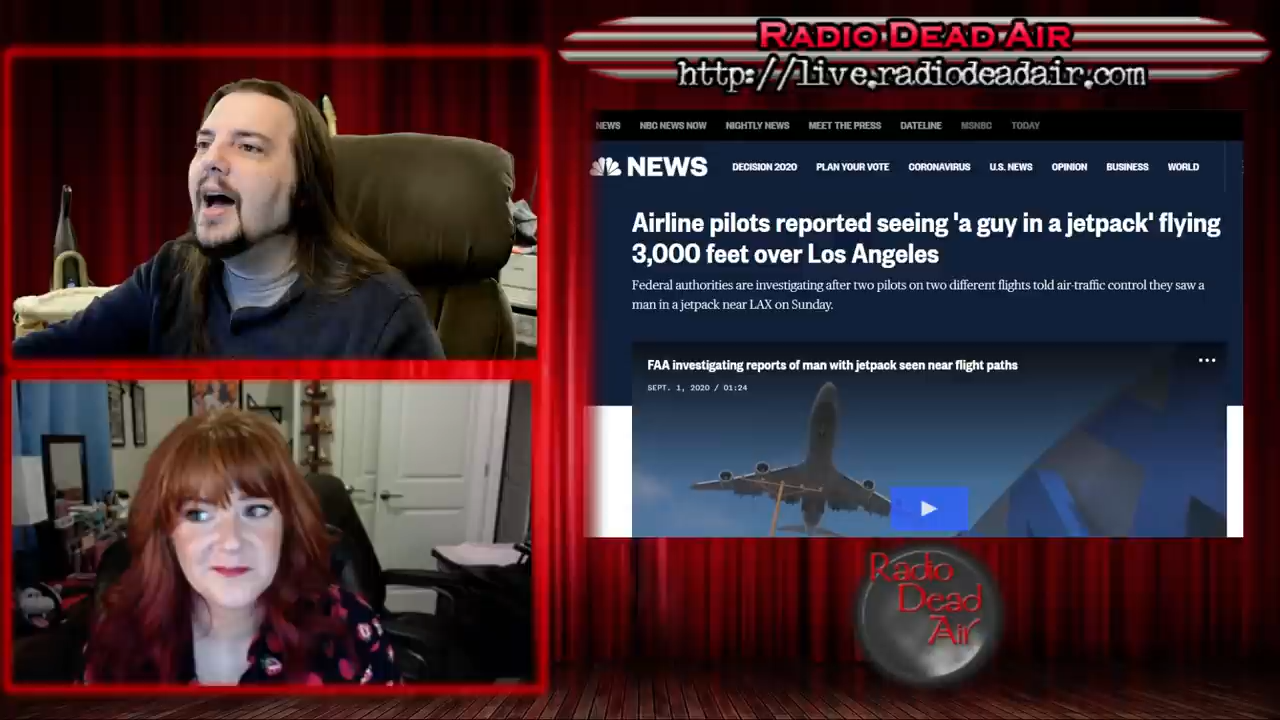 RADIO DEAD AIR
http://live.radiodeadair.com
NEWS NBC NEWS NOW NIGHTLY NEWS MEET THE PRESS DATELINE MSNBC TODAY
NEWS DECISION 2020 PLAN YOUR VOTE CORONAVIRUS U.S. NEWS OPINION BUSINESS WORLD
Airline pilots reported seeing 'a guy in a jetpack' flying
3,000 feet over Los Angeles
Federal authorities are investigating after two pilots on two different flights told air-traffic control they saw a
man in a jetpack near LAX on Sunday.
FAA investigating reports of man with jetpack seen near flight paths
SEPT. 1, 2020 / 01:24
Radio
Dead
Air